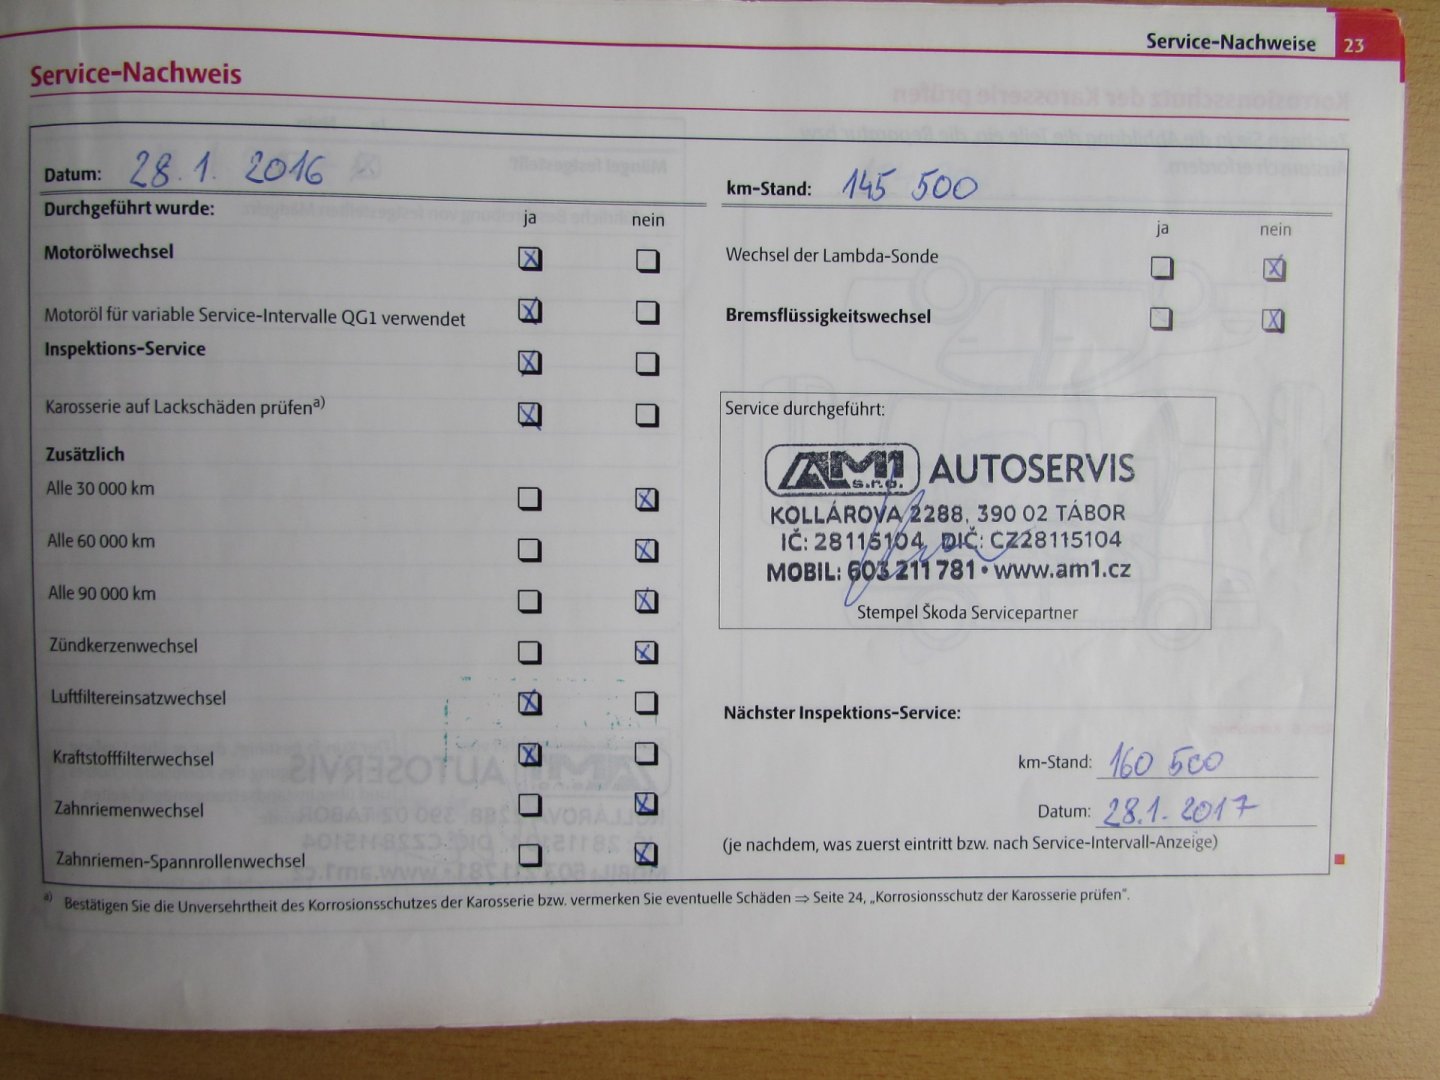 Service-Nachweise 23
Service-Nachweis
Datum: 28.1. 2016
Durchgeführt wurde:
ja nein
Motorölwechsel
Motoröl für variable Service-Intervalle QG1 verwendet
Inspektions-Service
Karosserie auf Lackschäden prüfen a)
Zusätzlich
Alle 30 000 km
Alle 60 000 km
Alle 90 000 km
Zündkerzenwechsel
Luftfiltereinsatzwechsel
Kraftstofffilterwechsel
Zahnriemenwechsel
Zahnriemen-Spannrollenwechsel
km-Stand: 145 500
ja nein
Wechsel der Lambda-Sonde
Bremsflüssigkeitswechsel
Service durchgeführt:
AM1 s.r.o. AUTOSERVIS
KOLLÁROVA 2288, 390 02 TÁBOR
IČ: 28115104, DIČ: CZ28115104
MOBIL: 603 211 781 • www.am1.cz
Stempel Škoda Servicepartner
Nächster Inspektions-Service:
km-Stand: 160 500
Datum: 28.1. 2017
(je nachdem, was zuerst eintritt bzw. nach Service-Intervall-Anzeige)
a) Bestätigen Sie die Unversehrtheit des Korrosionsschutzes der Karosserie bzw. vermerken Sie eventuelle Schäden ⇒ Seite 24, „Korrosionsschutz der Karosserie prüfen“.